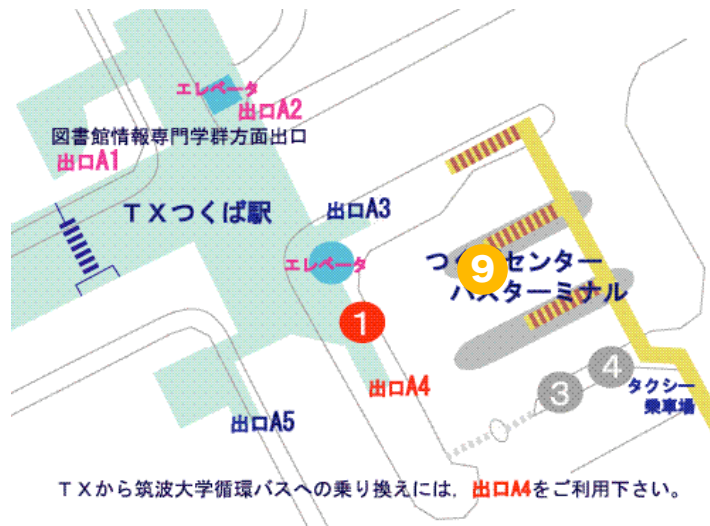 エレベータ
出口A2
図書館情報専門学群方面出口
出口A1
TXつくば駅
出口A3
エレベータ
つ
9
センター
バスターミナル
1
出口A4
3
4
タクシー
乗車場
出口A5
TXから筑波大学循環バスへの乗り換えには,出口A4をご利用下さい。